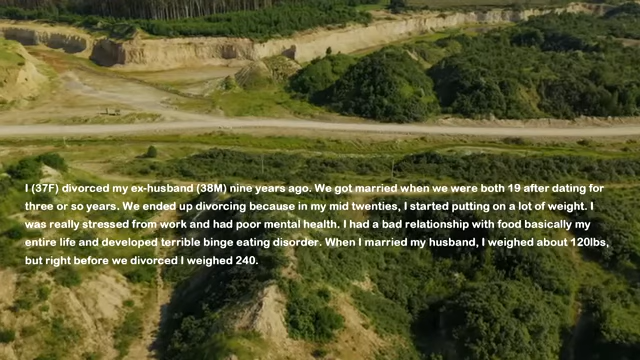 I (37F) divorced my ex-husband (38M) nine years ago. We got married when we were both 19 after dating for
three or so years. We ended up divorcing because in my mid twenties, I started putting on a lot of weight. I
was really stressed from work and had poor mental health. I had a bad relationship with food basically my
entire life and developed terrible binge eating disorder. When I married my husband, I weighed about 120lbs,
but right before we divorced I weighed 240.